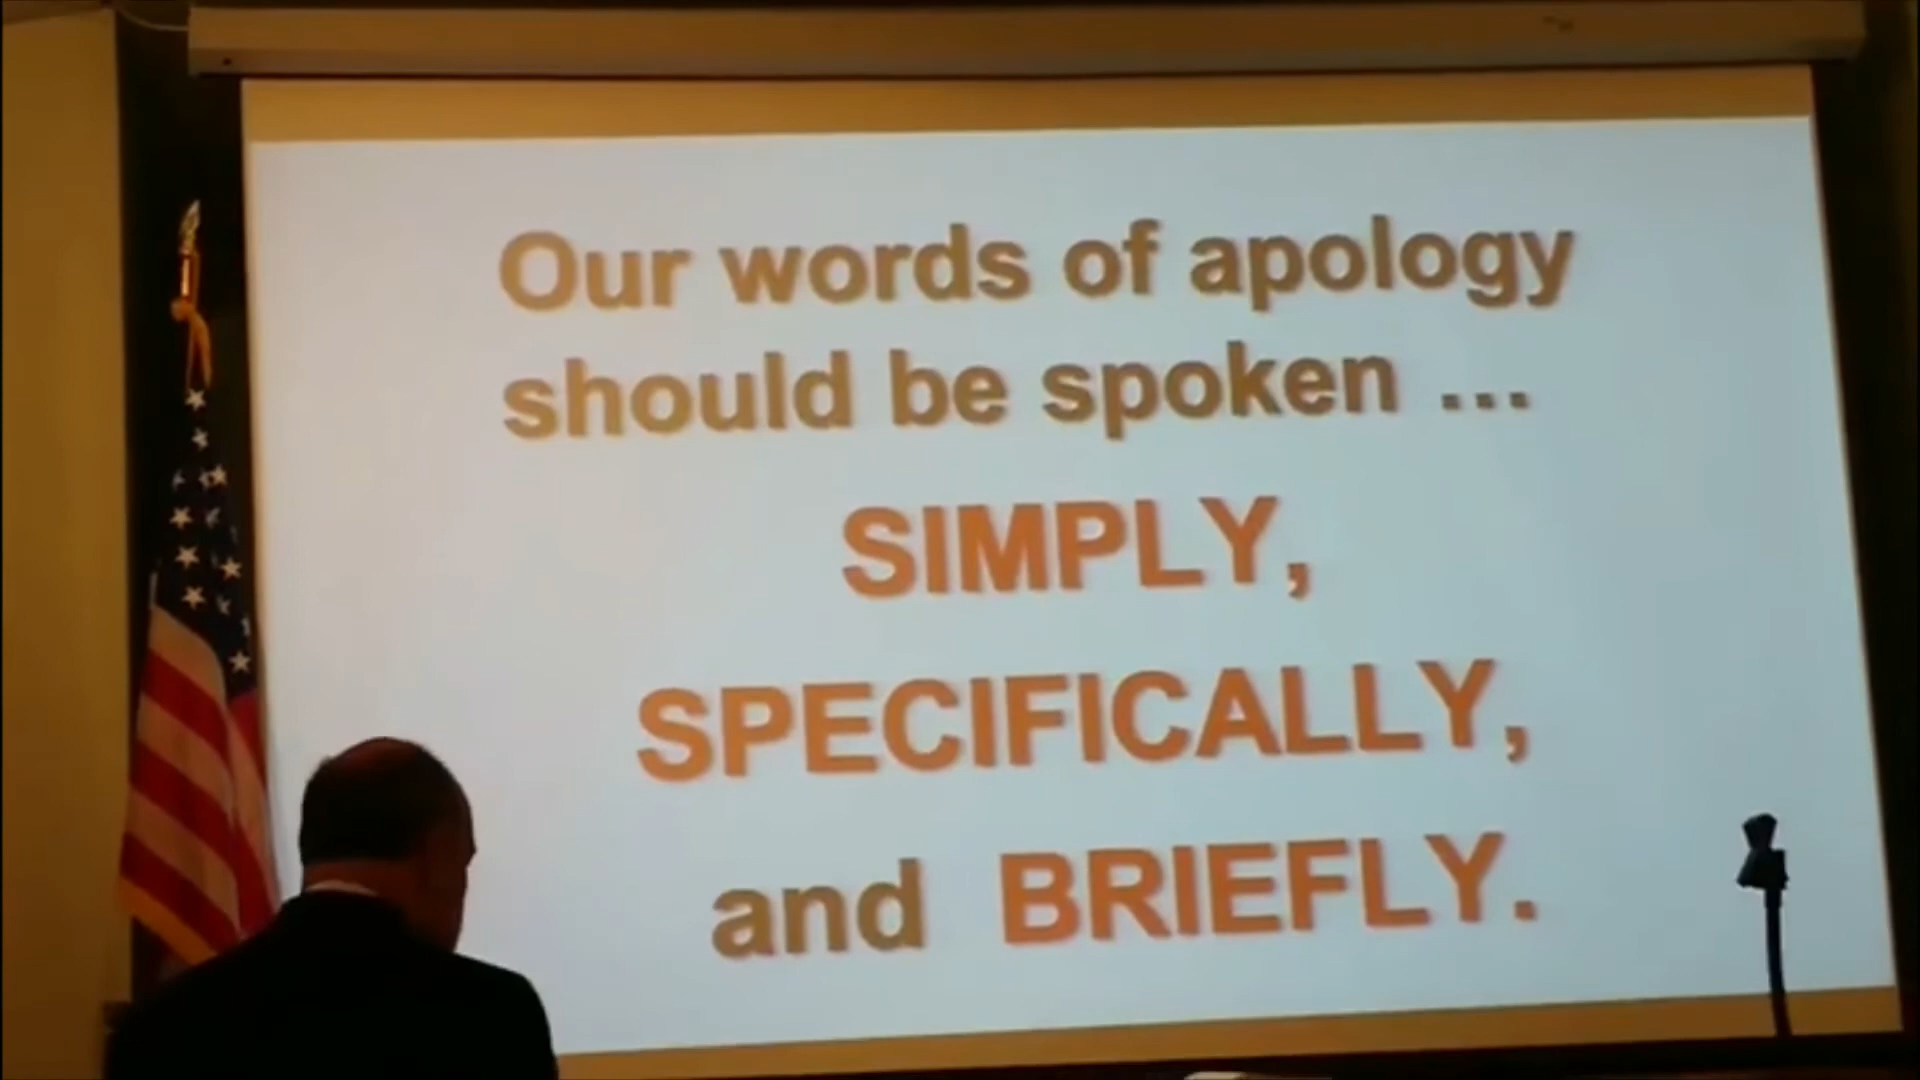 Our words of apology
should be spoken ...
SIMPLY,
SPECIFICALLY,
and BRIEFLY.